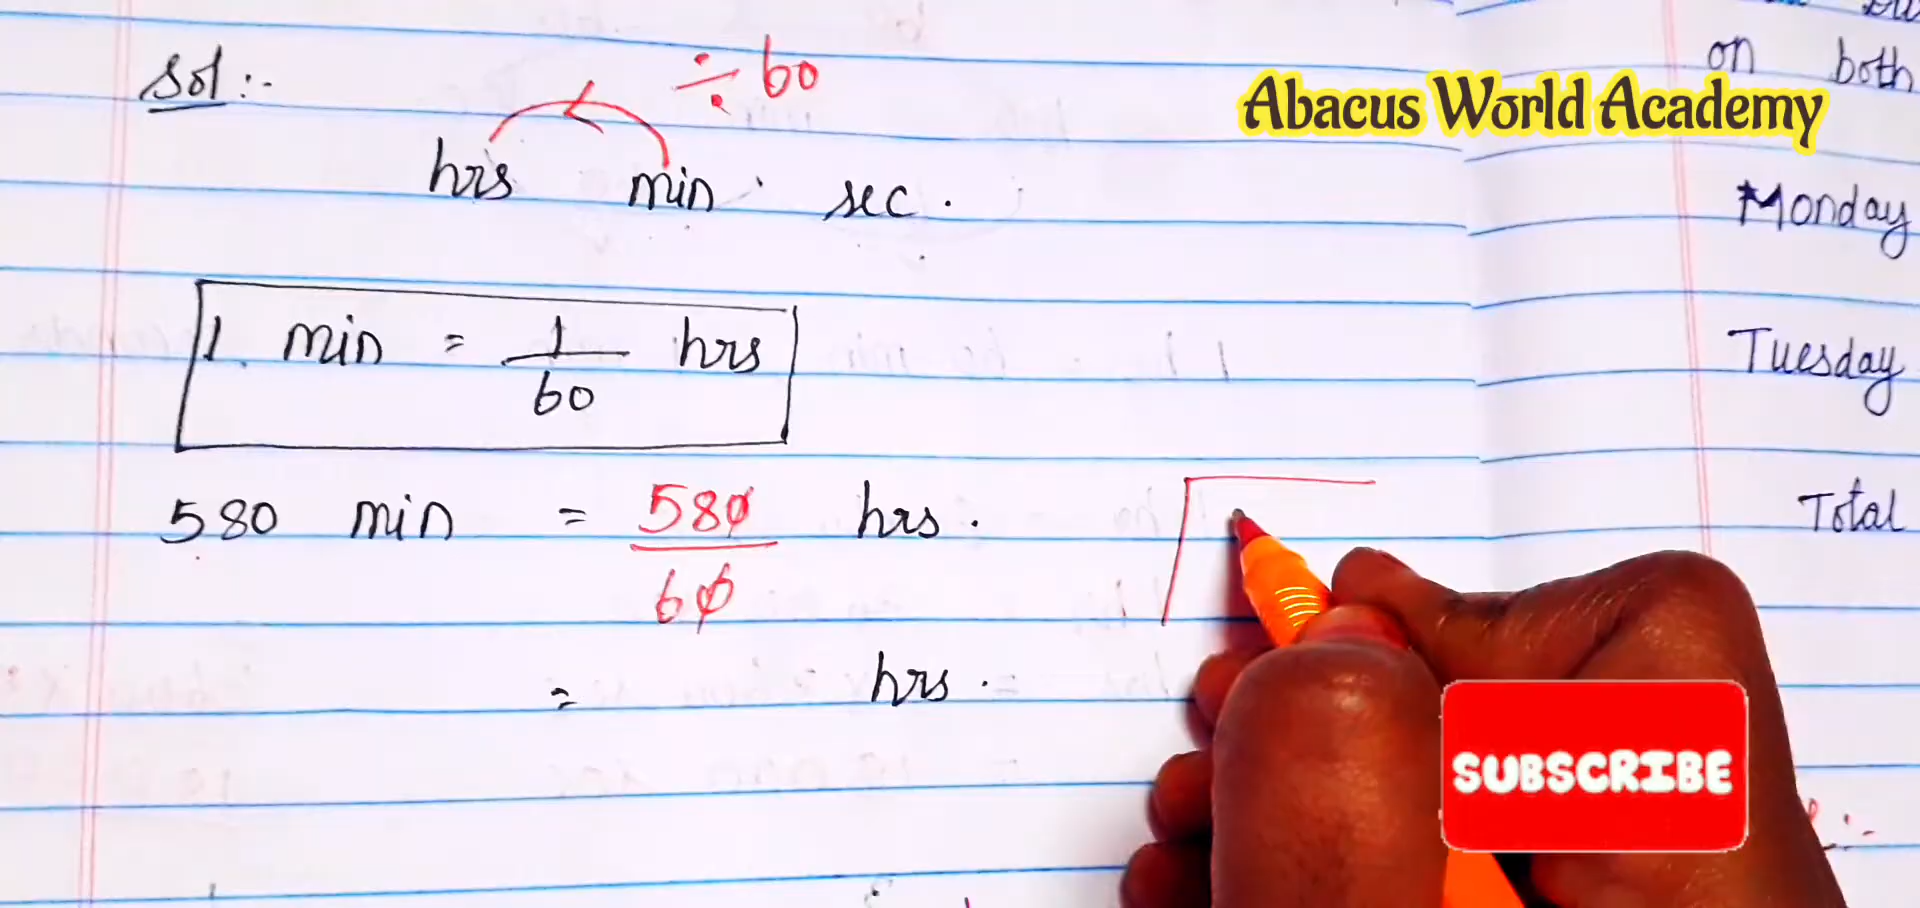 Sol :-
÷ 60
hrs min . sec .
1 min = 1/60 hrs
580 min = 580/60 hrs .
= hrs .
on both
Abacus World Academy
Monday
Tuesday
Total
SUBSCRIBE